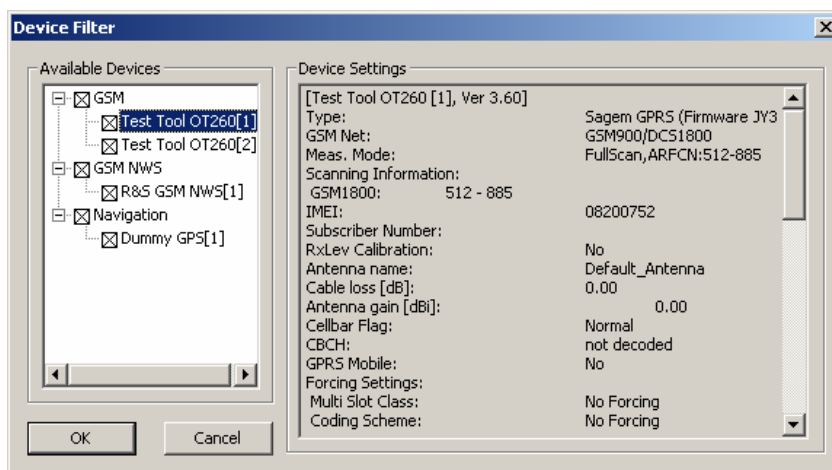 Device Filter
Available Devices
GSM
Test Tool OT260[1]
Test Tool OT260[2]
GSM NWS
R&S GSM NWS[1]
Navigation
Dummy GPS[1]
OK
Cancel
Device Settings
[Test Tool OT260 [1], Ver 3.60]
Type: Sagem GPRS (Firmware JY3
GSM Net: GSM900/DCS1800
Meas. Mode: FullScan,ARFCN:512-885
Scanning Information:
GSM1800: 512 - 885
IMEI: 08200752
Subscriber Number:
RxLev Calibration: No
Antenna name: Default_Antenna
Cable loss [dB]: 0.00
Antenna gain [dBi]: 0.00
Cellbar Flag: Normal
CBCH: not decoded
GPRS Mobile: No
Forcing Settings:
Multi Slot Class: No Forcing
Coding Scheme: No Forcing